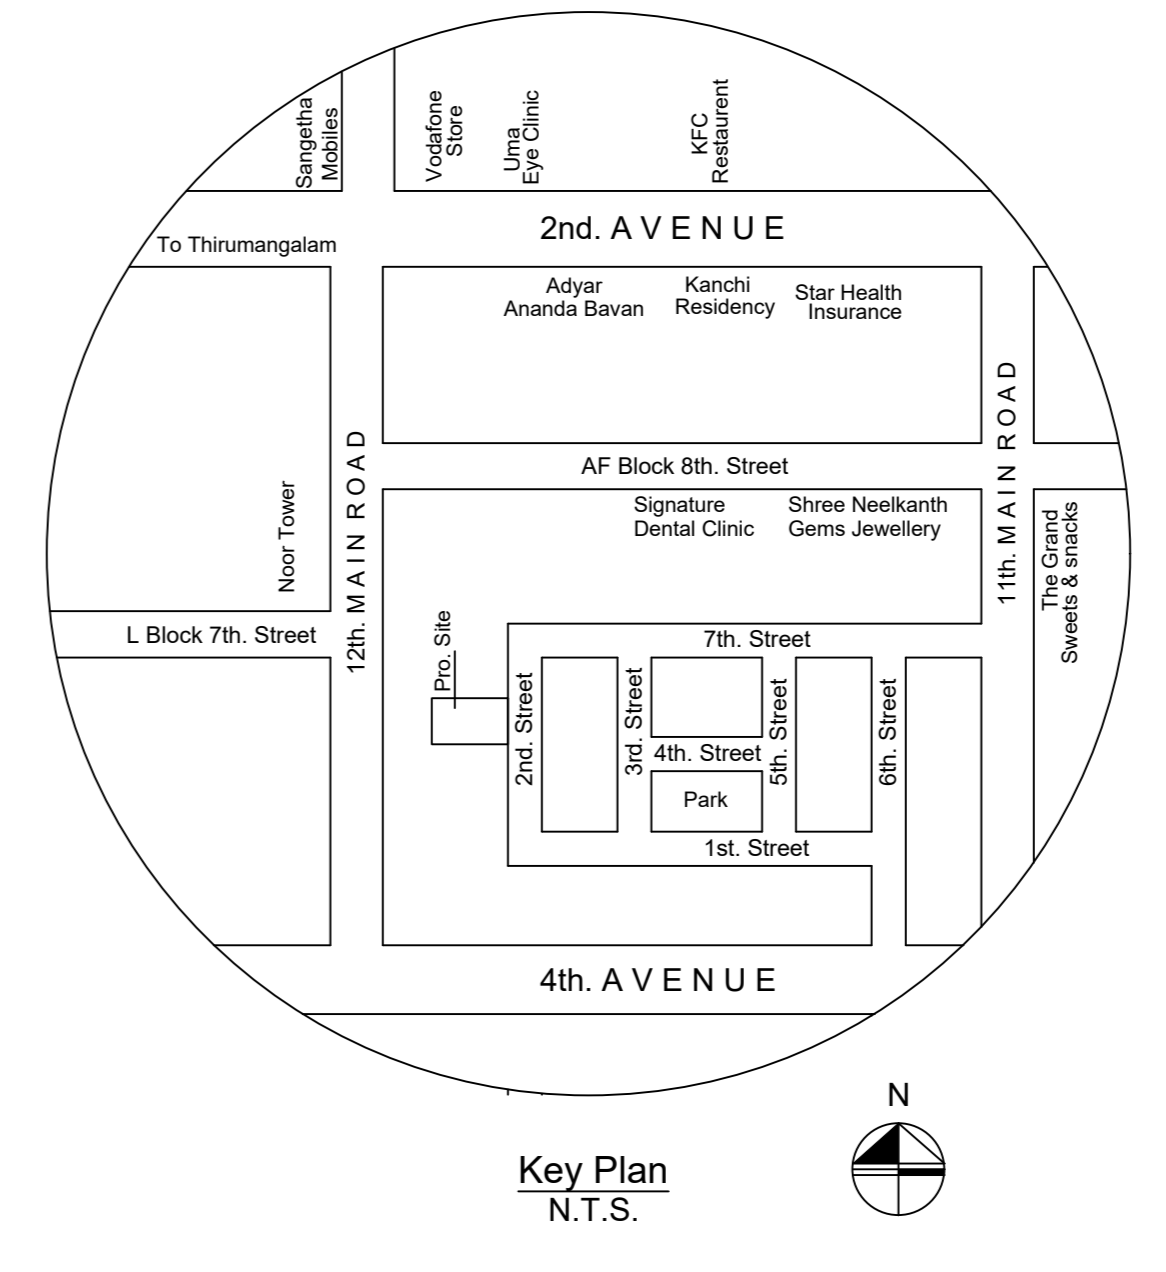 Sangetha
Mobiles
Vodafone
Store
Uma
Eye Clinic
KFC
Restaurent
2nd. A V E N U E
To Thirumangalam
Adyar
Ananda Bavan
Kanchi
Residency
Star Health
Insurance
12th. M A I N R O A D
11th. M A I N R O A D
AF Block 8th. Street
Noor Tower
Signature
Dental Clinic
Shree Neelkanth
Gems Jewellery
The Grand
Sweets & snacks
L Block 7th. Street
Pro. Site
7th. Street
2nd. Street
3rd. Street
4th. Street
5th. Street
6th. Street
Park
1st. Street
4th. A V E N U E
N
Key Plan
N.T.S.